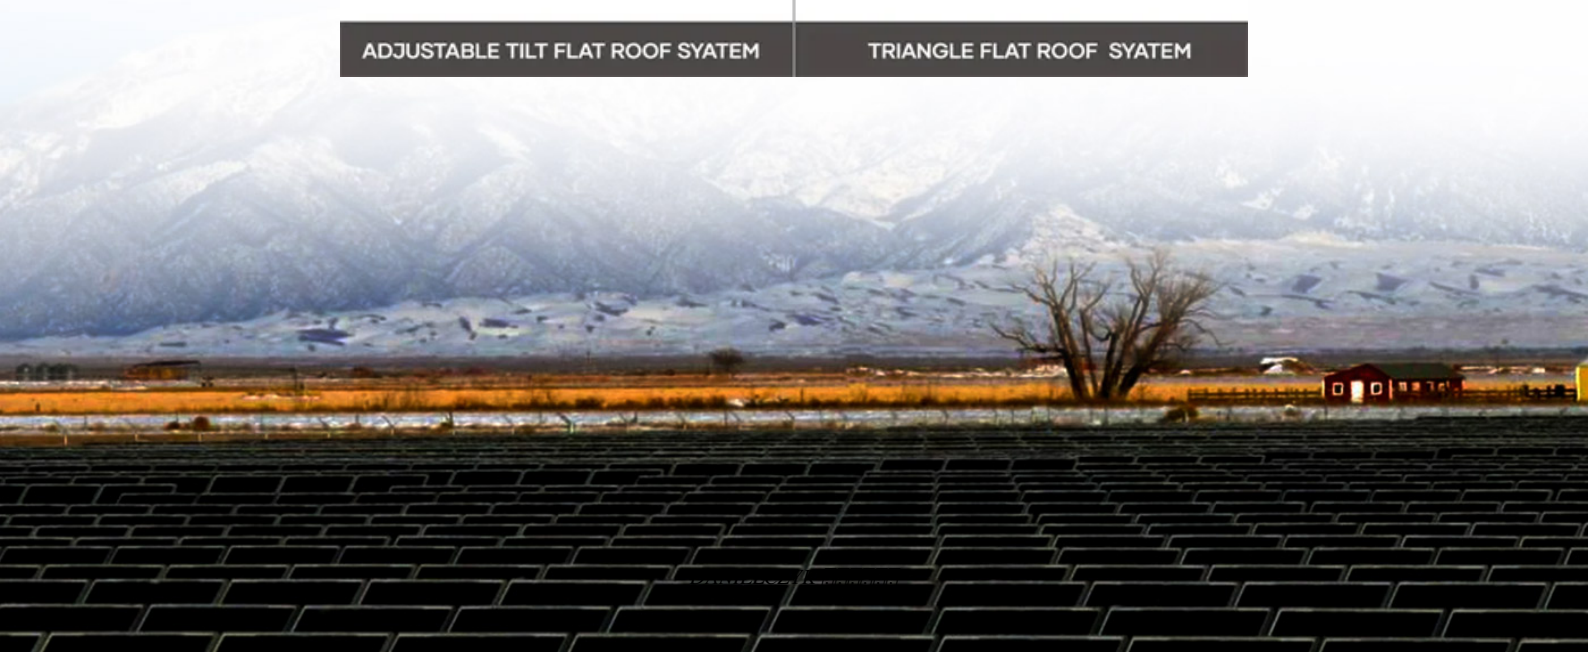 ADJUSTABLE TILT FLAT ROOF SYATEM
TRIANGLE FLAT ROOF SYATEM